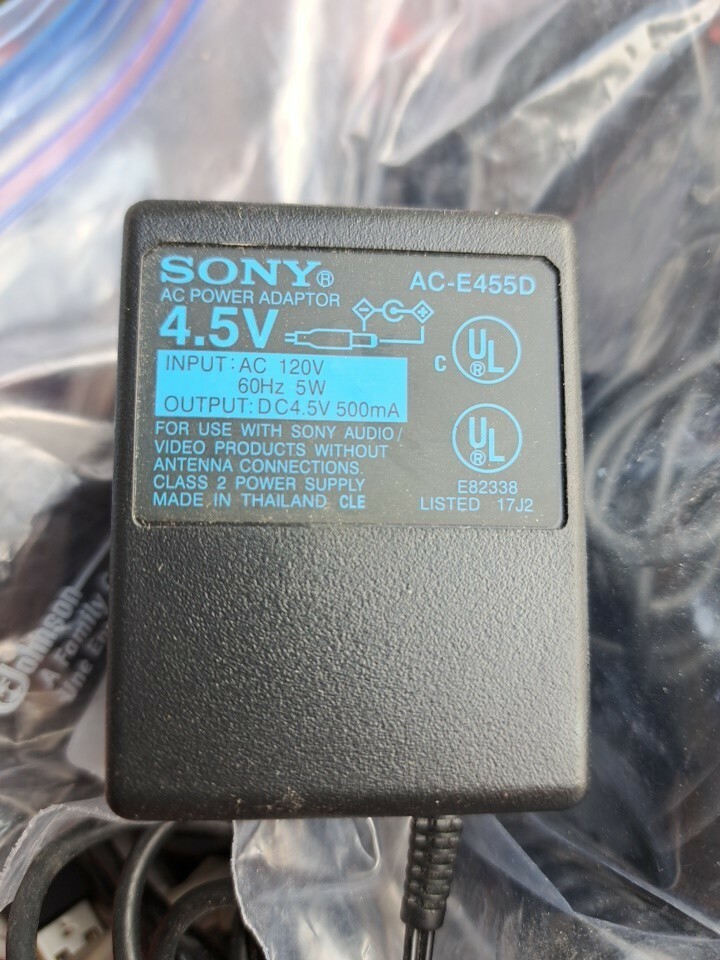 SONY®
AC-E455D
AC POWER ADAPTOR
4.5V
INPUT: AC 120V
60Hz 5W
OUTPUT: DC4.5V 500mA
FOR USE WITH SONY AUDIO/
VIDEO PRODUCTS WITHOUT
ANTENNA CONNECTIONS.
CLASS 2 POWER SUPPLY
MADE IN THAILAND CLE
C UL®
UL®
E82338
LISTED 17J2
Johnson
A Family